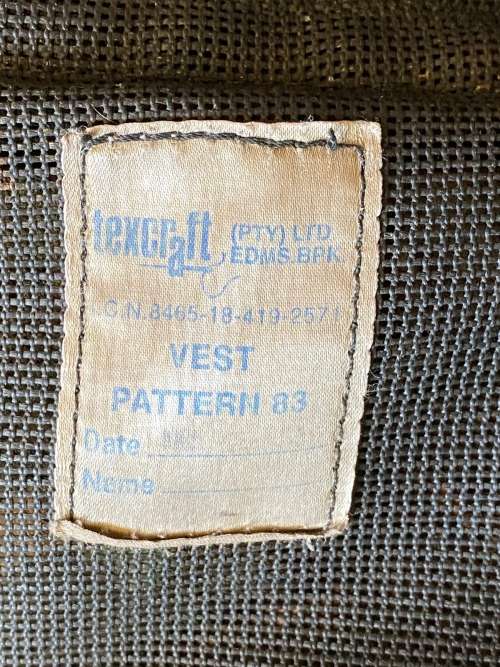 texcraft (PTY) LTD
EDMS. BPK.
C.N.8465-18-419-2571
VEST
PATTERN 83
Date
Name